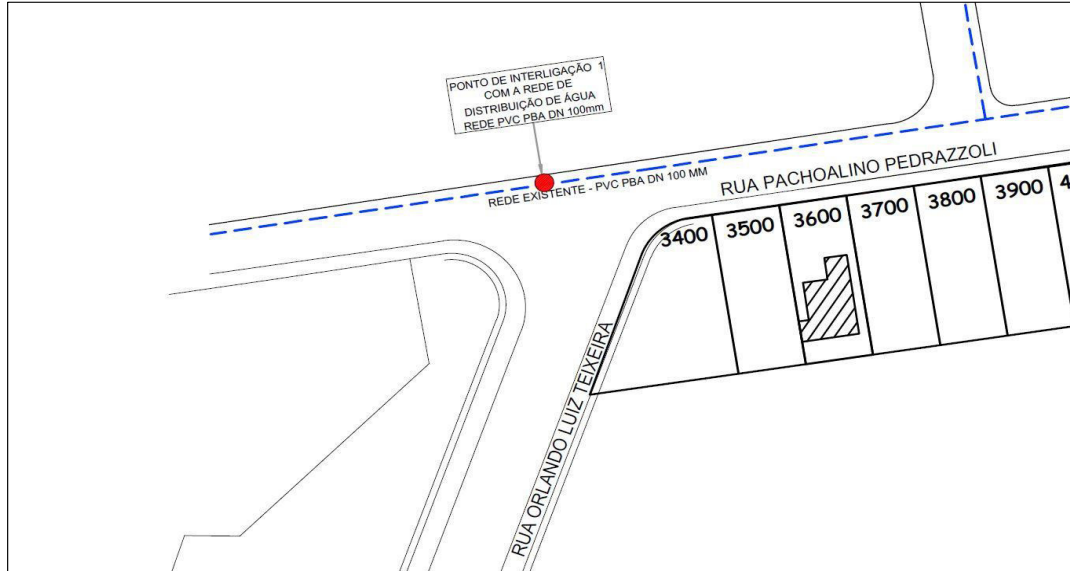 PONTO DE INTERLIGAÇÃO 1
COM A REDE DE
DISTRIBUIÇÃO DE ÁGUA
REDE PVC PBA DN 100mm
REDE EXISTENTE - PVC PBA DN 100 MM
RUA PACHOALINO PEDRAZZOLI
3400
3500
3600
3700
3800
3900
RUA ORLANDO LUIZ TEIXEIRA